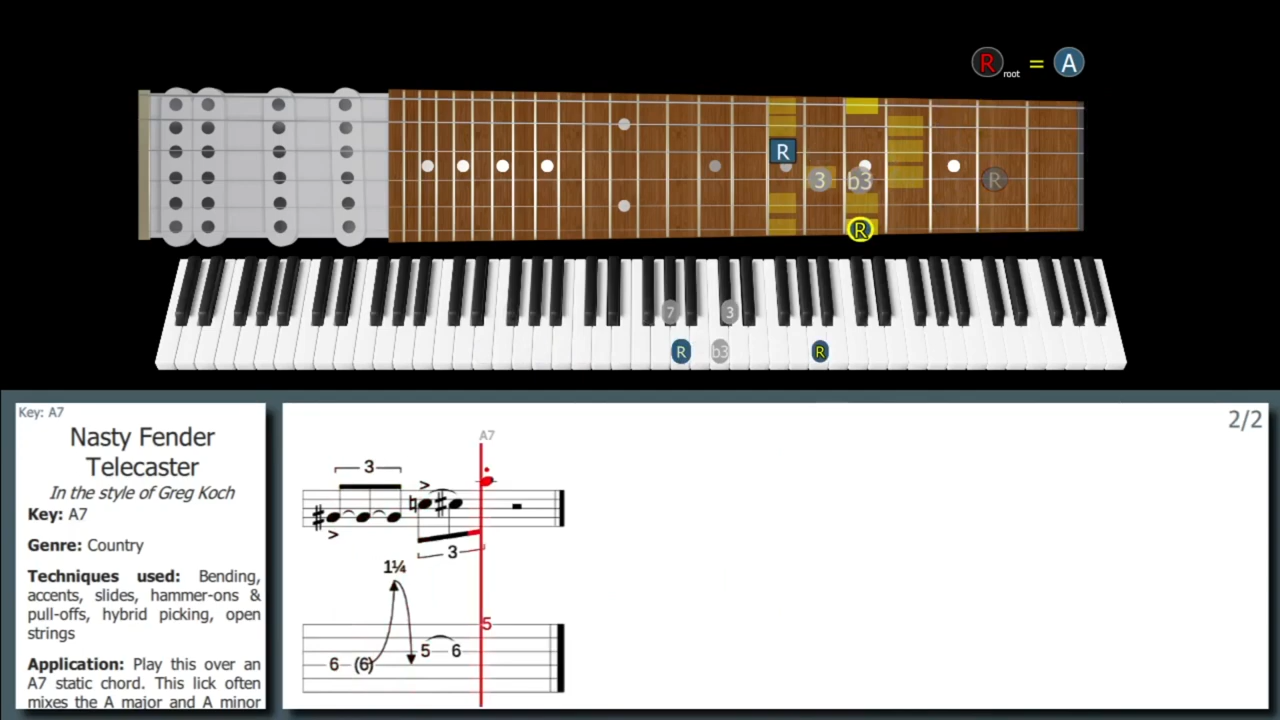 R root = A
R
3 b3 R
R
7 3
R b3 R
Key: A7
Nasty Fender
Telecaster
In the style of Greg Koch
Key: A7
Genre: Country
Techniques used: Bending,
accents, slides, hammer-ons &
pull-offs, hybrid picking, open
strings
Application: Play this over an
A7 static chord. This lick often
mixes the A major and A minor
2/2
A7
3
3
1¼
5
5 6
6 (6)